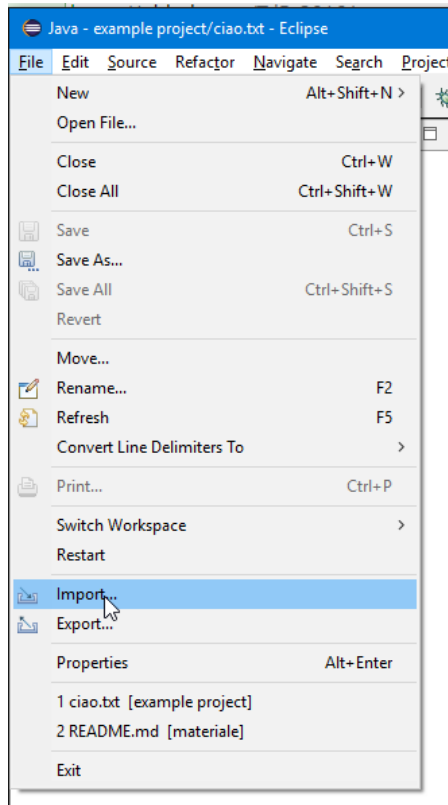 Java - example project/ciao.txt - Eclipse
File Edit Source Refactor Navigate Search Project
New Alt+Shift+N >
Open File...
Close Ctrl+W
Close All Ctrl+Shift+W
Save Ctrl+S
Save As...
Save All Ctrl+Shift+S
Revert
Move...
Rename... F2
Refresh F5
Convert Line Delimiters To >
Print... Ctrl+P
Switch Workspace >
Restart
Import...
Export...
Properties Alt+Enter
1 ciao.txt [example project]
2 README.md [materiale]
Exit